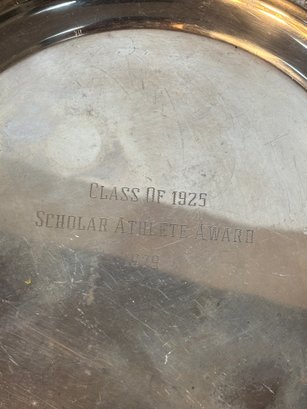 CLASS OF 1925
SCHOLAR ATHLETE AWARD